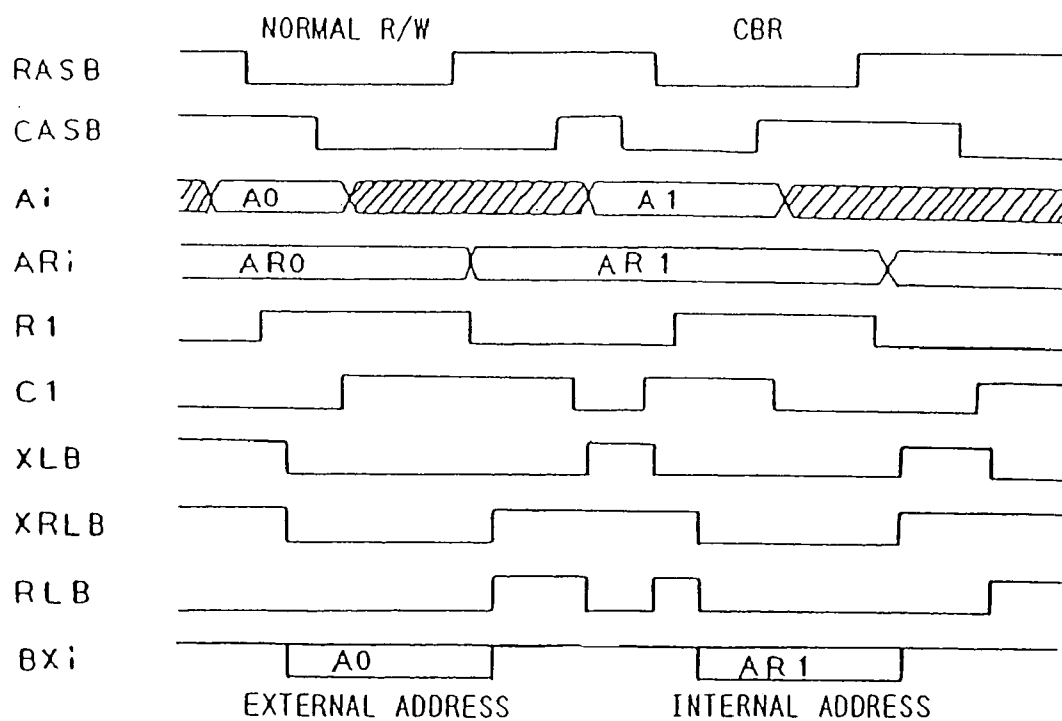 NORMAL R/W CBR
RASB
CASB
Ai A0 A1
ARi AR0 AR1
R1
C1
XLB
XRLB
RLB
BXi A0 AR1
EXTERNAL ADDRESS INTERNAL ADDRESS